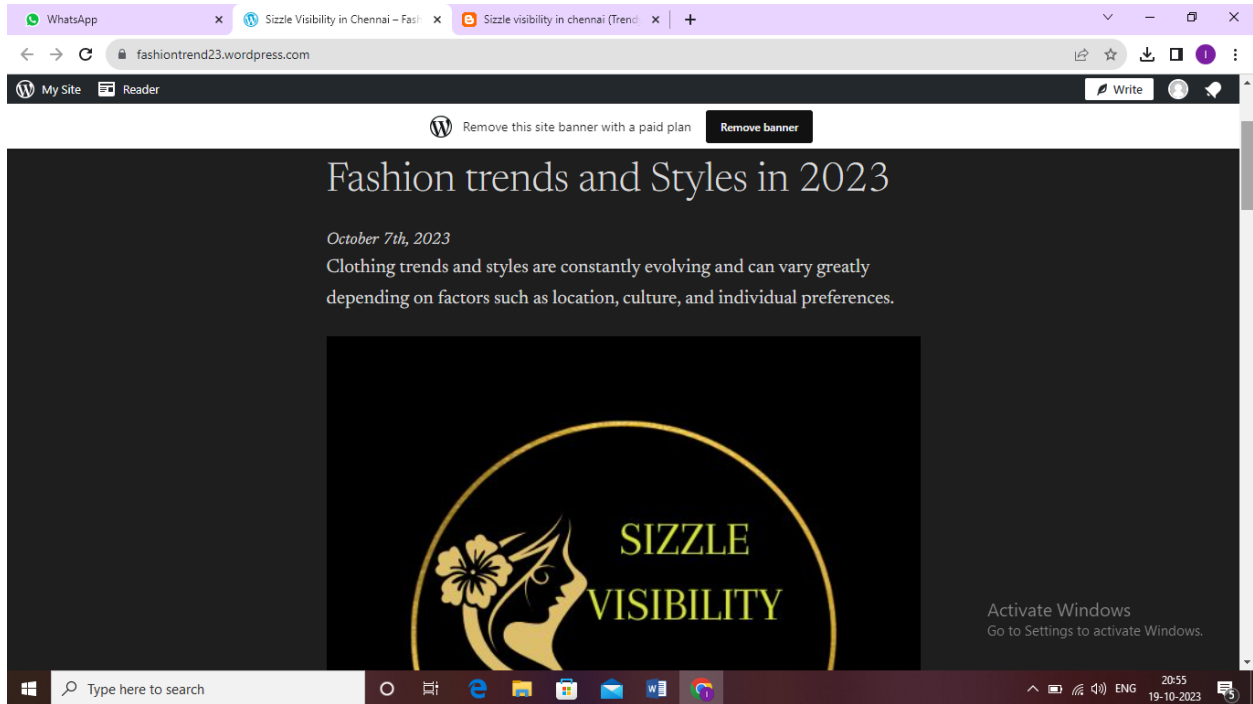 WhatsApp
Sizzle Visibility in Chennai – Fash
Sizzle visibility in chennai (Trend
fashiontrend23.wordpress.com
I
My Site
Reader
Write
Remove this site banner with a paid plan
Remove banner
Fashion trends and Styles in 2023
October 7th, 2023
Clothing trends and styles are constantly evolving and can vary greatly
depending on factors such as location, culture, and individual preferences.
SIZZLE
VISIBILITY
Activate Windows
Go to Settings to activate Windows.
Type here to search
ENG
20:55
19-10-2023
5